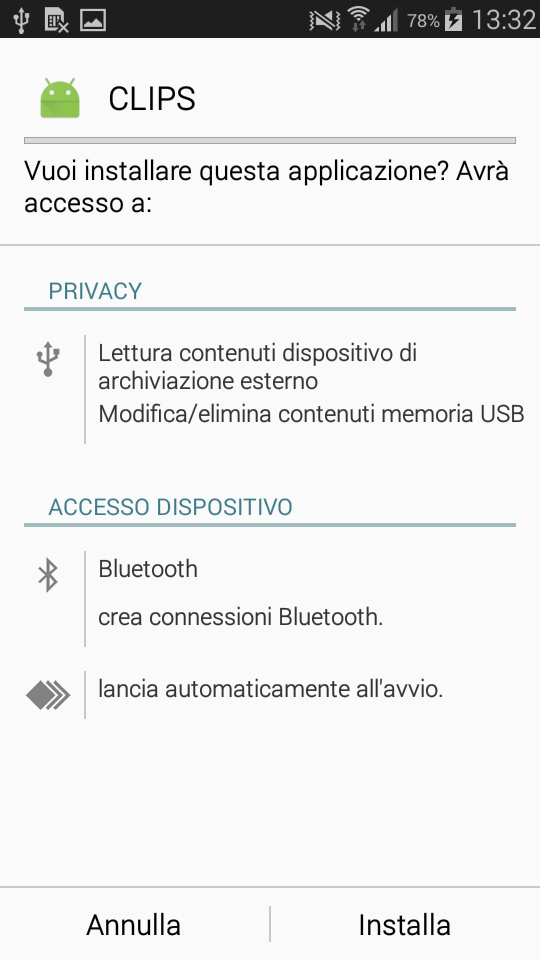 78% 13:32
CLIPS
Vuoi installare questa applicazione? Avrà
accesso a:
PRIVACY
Lettura contenuti dispositivo di
archiviazione esterno
Modifica/elimina contenuti memoria USB
ACCESSO DISPOSITIVO
Bluetooth
crea connessioni Bluetooth.
lancia automaticamente all'avvio.
Annulla Installa